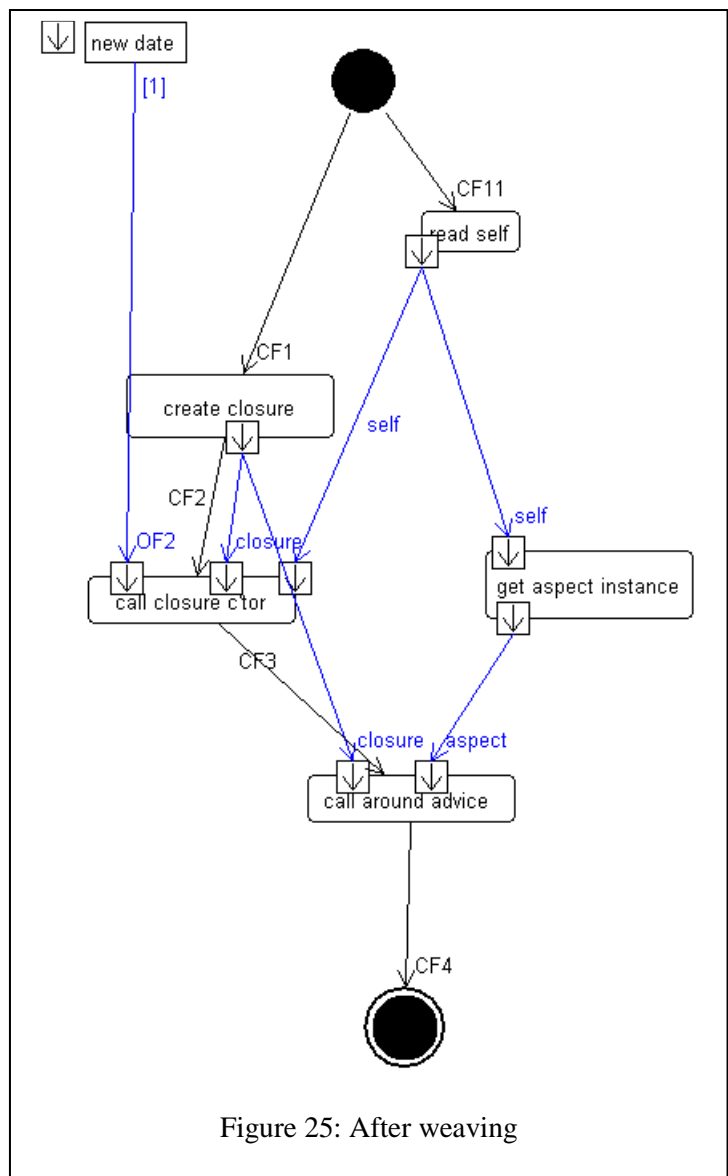 new date
[1]
CF11
read self
CF1
create closure
self
CF2
self
OF2
closure
get aspect instance
call closure c'tor
CF3
closure
aspect
call around advice
CF4
Figure 25: After weaving